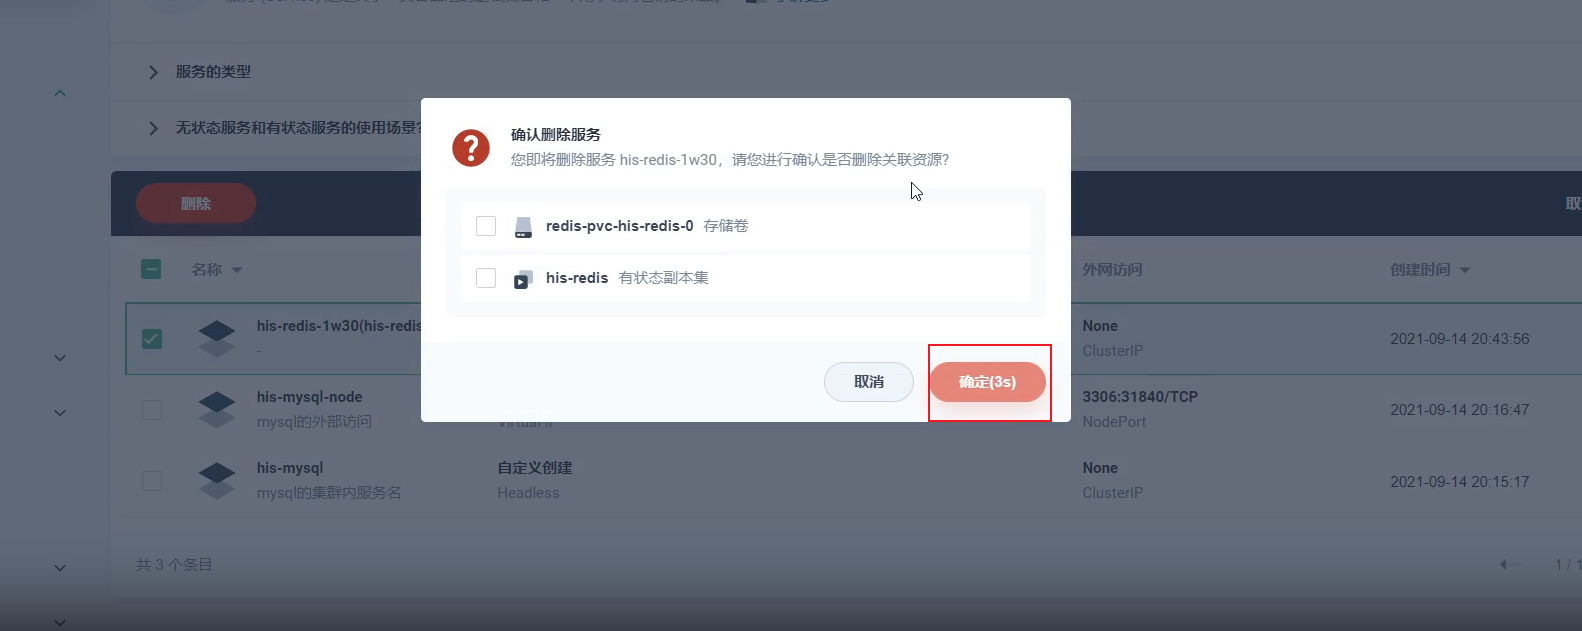 服务的类型
无状态服务和有状态服务的使用场景?
确认删除服务
您即将删除服务 his-redis-1w30，请您进行确认是否删除关联资源?
redis-pvc-his-redis-0 存储卷
his-redis 有状态副本集
取消
确定(3s)
删除
取
名称
外网访问
创建时间
his-redis-1w30(his-redis
-
None
ClusterIP
2021-09-14 20:43:56
his-mysql-node
mysql的外部访问
3306:31840/TCP
NodePort
2021-09-14 20:16:47
his-mysql
mysql的集群内服务名
自定义创建
Headless
None
ClusterIP
2021-09-14 20:15:17
共 3 个条目
1 / 1